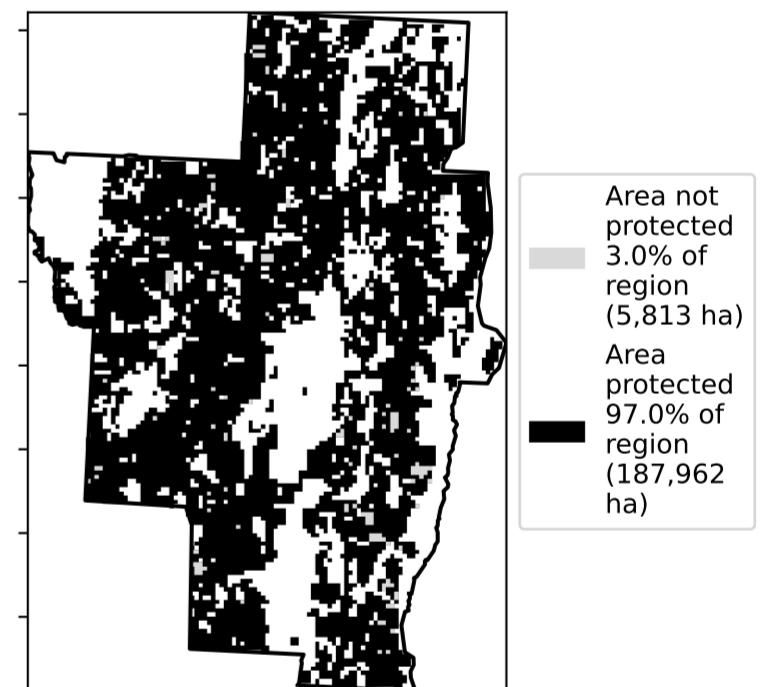 Area not
protected
3.0% of
region
(5,813 ha)
Area
protected
97.0% of
region
(187,962
ha)